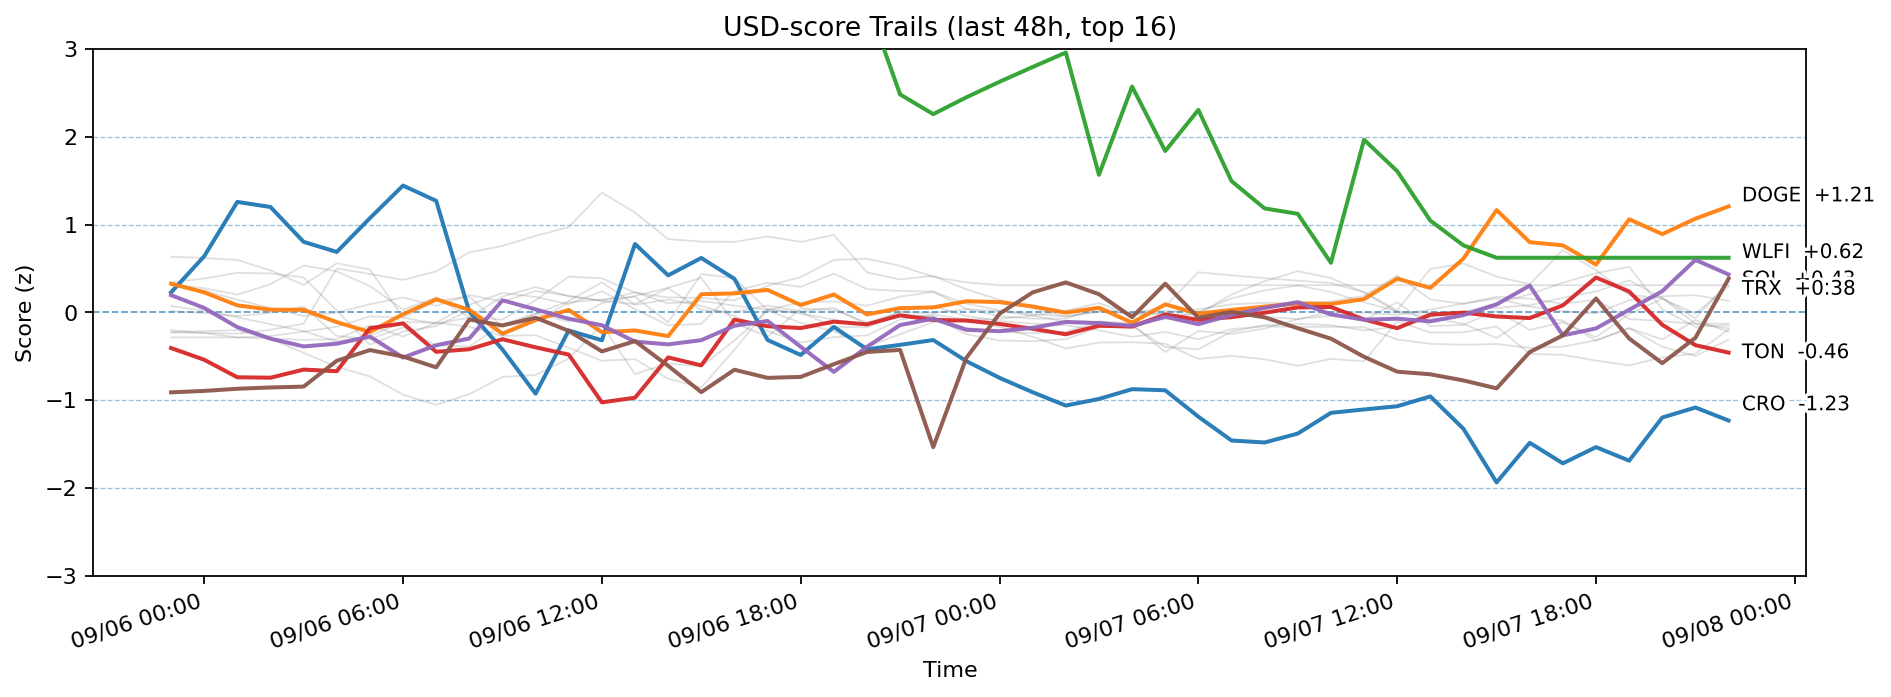 USD-score Trails (last 48h, top 16)
Score (z)
3
2
1
0
−1
−2
−3
DOGE +1.21
WLFI +0.62
SOL +0.43
TRX +0.38
TON -0.46
CRO -1.23
09/06 00:00
09/06 06:00
09/06 12:00
09/06 18:00
09/07 00:00
09/07 06:00
09/07 12:00
09/07 18:00
09/08 00:00
Time